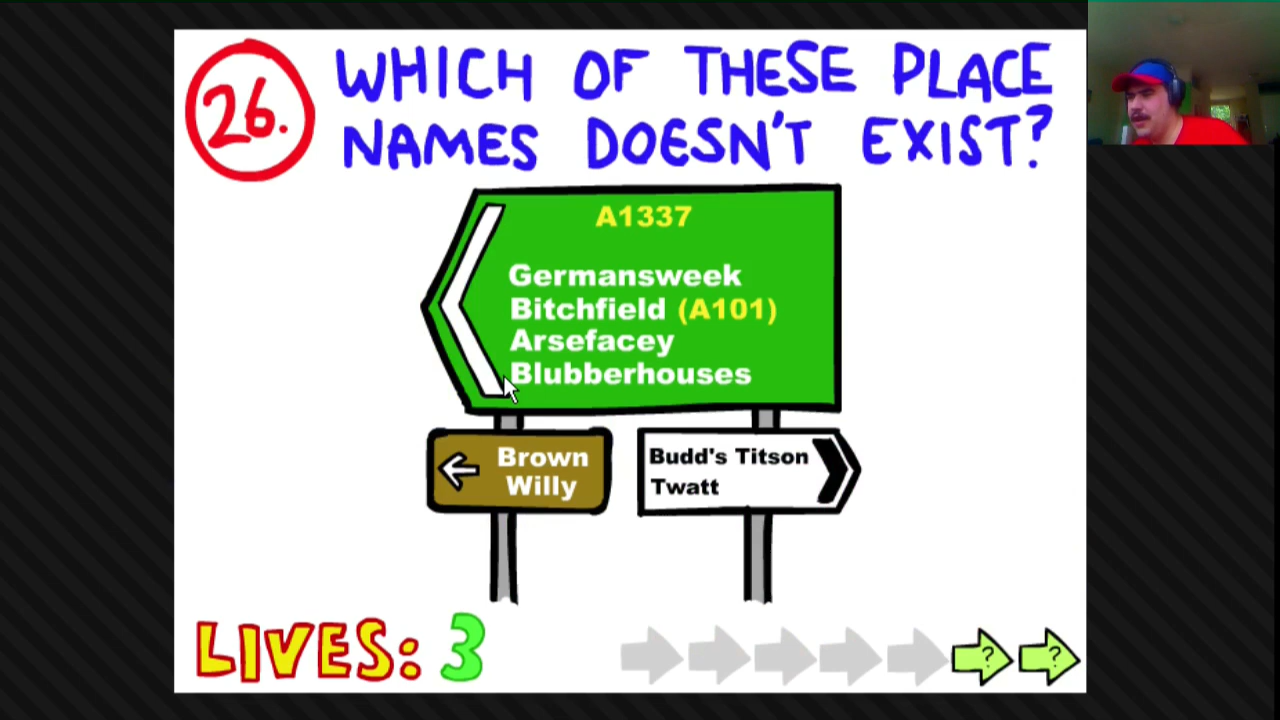 26.
WHICH OF THESE PLACE
NAMES DOESN'T EXIST?
A1337
Germansweek
Bitchfield (A101)
Arsefacey
Blubberhouses
Brown
Willy
Budd's Titson
Twatt
LIVES: 3
? ?